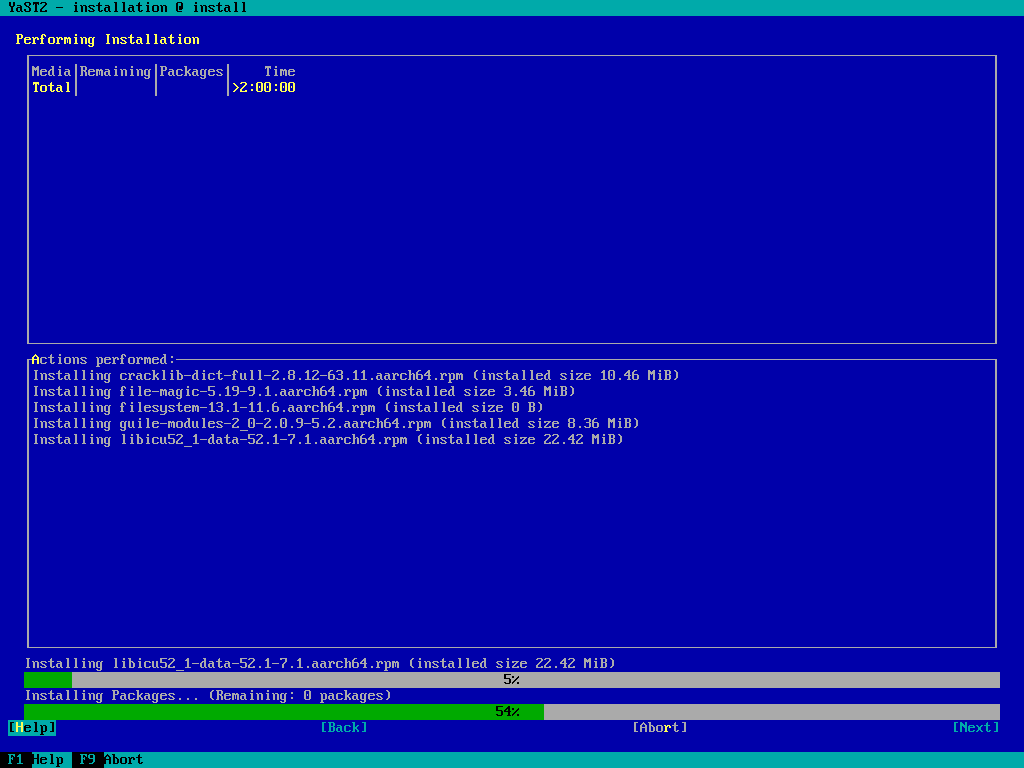 YaST2 - installation @ install
Performing Installation
Media|Remaining|Packages|    Time
Total|         |        |>2:00:00
Actions performed:
Installing cracklib-dict-full-2.8.12-63.11.aarch64.rpm (installed size 10.46 MiB)
Installing file-magic-5.19-9.1.aarch64.rpm (installed size 3.46 MiB)
Installing filesystem-13.1-11.6.aarch64.rpm (installed size 0 B)
Installing guile-modules-2_0-2.0.9-5.2.aarch64.rpm (installed size 8.36 MiB)
Installing libicu52_1-data-52.1-7.1.aarch64.rpm (installed size 22.42 MiB)
Installing libicu52_1-data-52.1-7.1.aarch64.rpm (installed size 22.42 MiB)
5%
Installing Packages... (Remaining: 0 packages)
54%
[Help] [Back] [Abort] [Next]
F1 Help F9 Abort